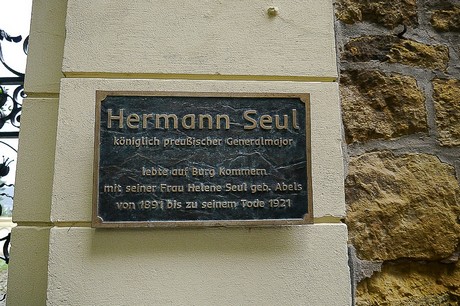 Hermann Seul
königlich preußischer Generalmajor
lebte auf Burg Kommern
mit seiner Frau Helene Seul geb. Abels
von 1891 bis zu seinem Tode 1921